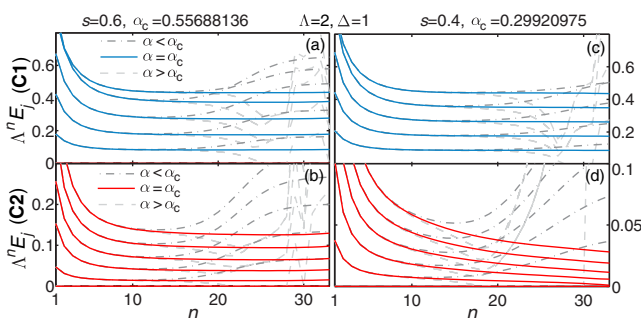 s=0.6, α_c=0.55688136 Λ=2, Δ=1 s=0.4, α_c=0.29920975
(a) (c)
α<α_c
α=α_c
α>α_c
Λ^n E_j (C1)
0.6
0.4
0.2
0
0.6
0.4
0.2
(b) (d)
α<α_c
α=α_c
α>α_c
Λ^n E_j (C2)
0.2
0.1
0
0.1
0.05
0
1 10 20 30 1 10 20 30
n n